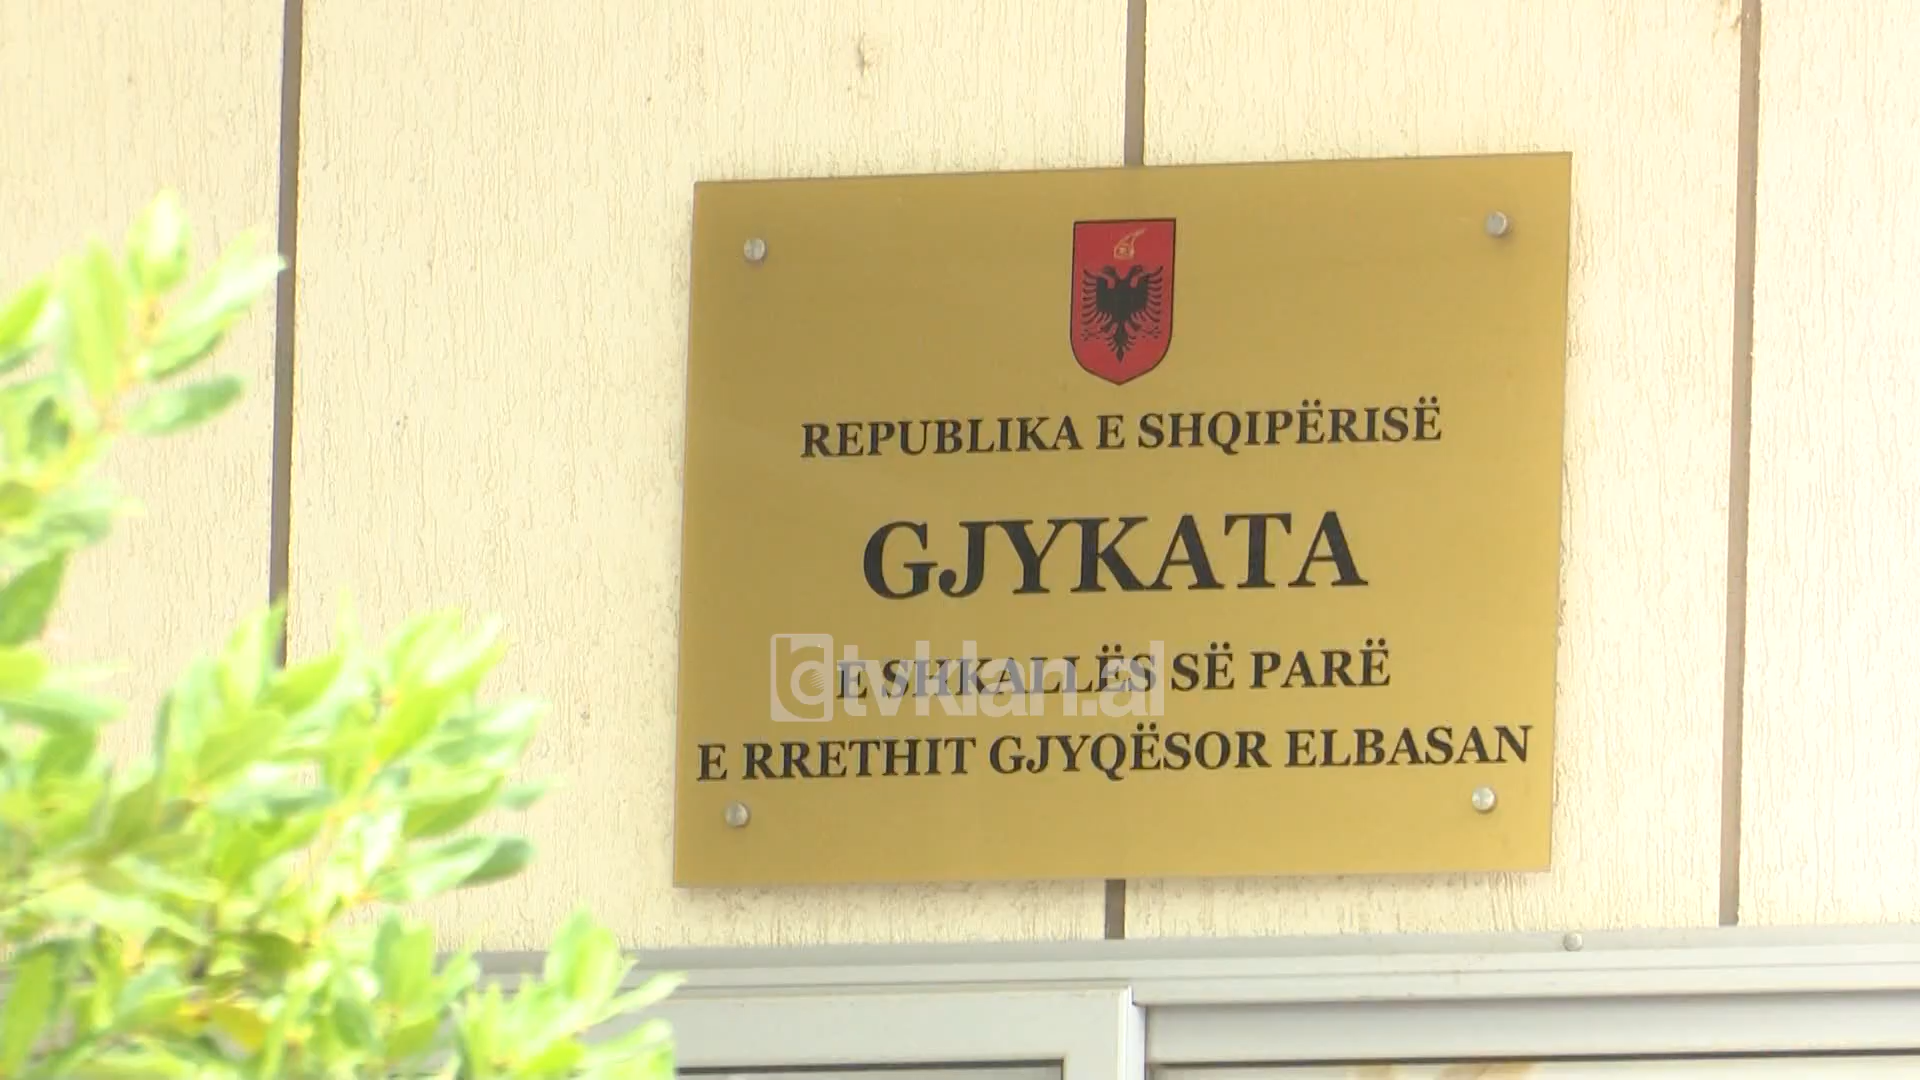 REPUBLIKA E SHQIPËRISË
GJYKATA
E SHKALLËS SË PARË
tvklan.al
E RRETHIT GJYQËSOR ELBASAN